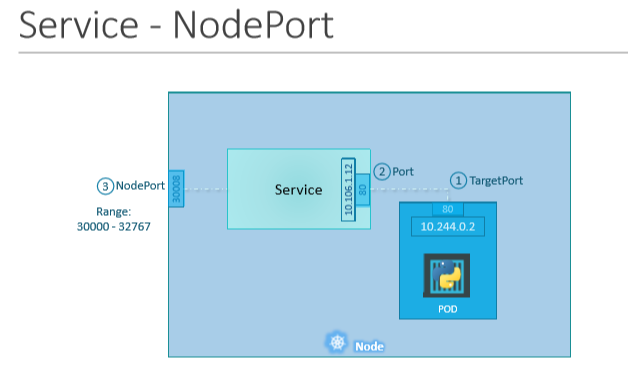 Service - NodePort
3 NodePort
Range:
30000 - 32767
30008
Service
10.106.1.12
80
2 Port
1 TargetPort
80
10.244.0.2
POD
Node